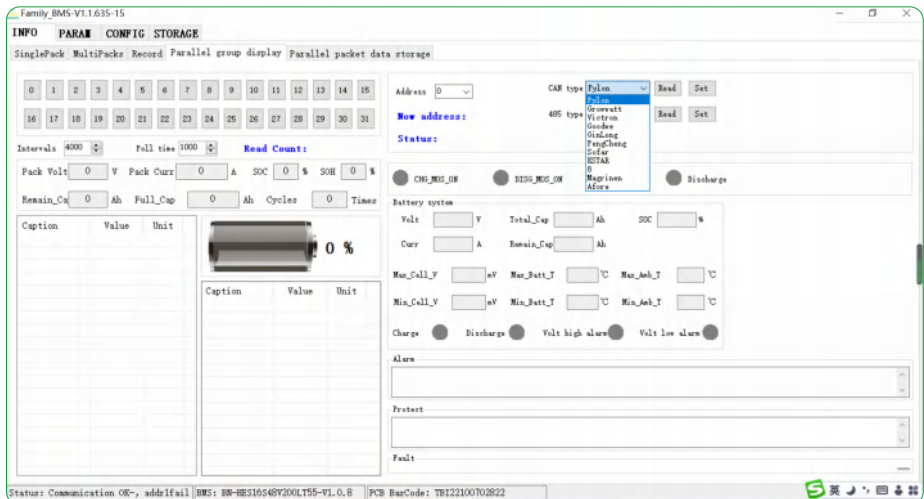 Family_BMS-V1.1.635-15
INFO PARAM CONFIG STORAGE
SinglePack MultiPacks Record Parallel group display Parallel packet data storage
0 1 2 3 4 5 6 7 8 9 10 11 12 13 14 15
16 17 18 19 20 21 22 23 24 25 26 27 28 29 30 31
Intervals 4000 Poll time 1000 Read Count:
Pack Volt 0 V Pack Curr 0 A SOC 0 % SOH 0 %
Remain_Ca 0 Ah Full_Cap 0 Ah Cycles 0 Times
Caption Value Unit
0 %
Caption Value Unit
Address 0 CAN type Pylon Read Set
Now address: 485 type Read Set
Status:
Pylon
Growatt
Victron
Goodwe
GinLong
PengCheng
Sofar
8
Afore
CHG_MOS_ON DISG_MOS_ON Discharge
Battery system
Volt V Total_Cap Ah SOC %
Curr A Remain_Cap Ah
Max_Cell_V mV Max_Batt_T ℃ Max_Amb_T ℃
Min_Cell_V mV Min_Batt_T ℃ Min_Amb_T ℃
Charge Discharge Volt high alarm Volt low alarm
Alarm
Protect
Fault
Status: Communication OK~, addr1fail BMS: BN-HES16S48V200LT55-V1.0.8 PCB BarCode: TBI22100702822
英